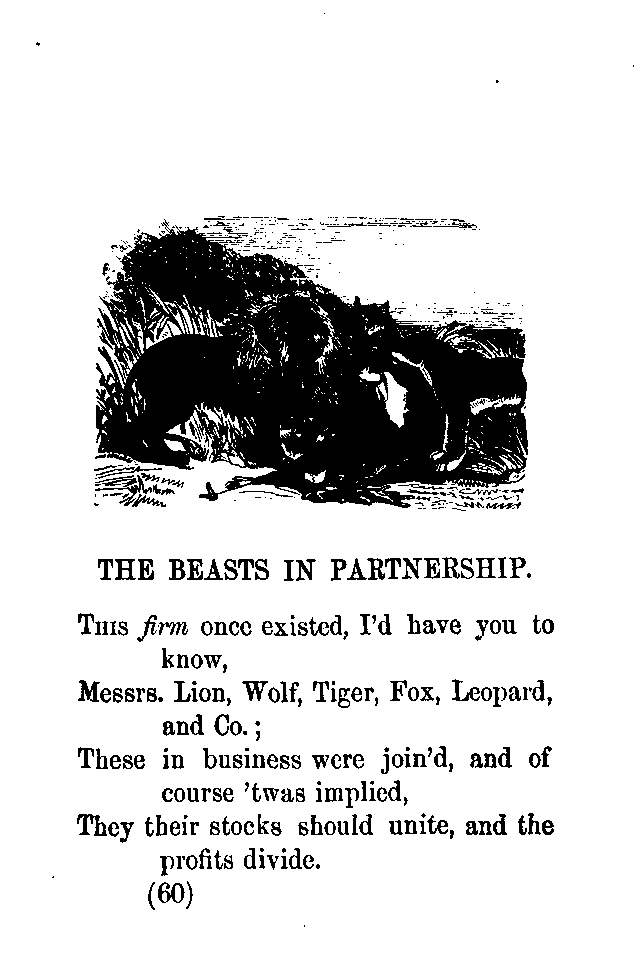 THE BEASTS IN PARTNERSHIP.
THIS firm once existed, I'd have you to
know,
Messrs. Lion, Wolf, Tiger, Fox, Leopard,
and Co.;
These in business were join'd, and of
course 'twas implied,
They their stocks should unite, and the
profits divide.
(60)